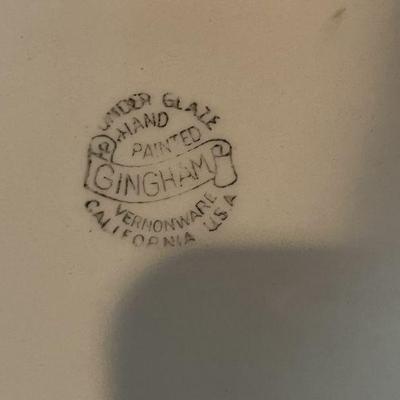 UNDER GLAZE
HAND
PAINTED
GINGHAM
VERNONWARE
CALIFORNIA U.S.A